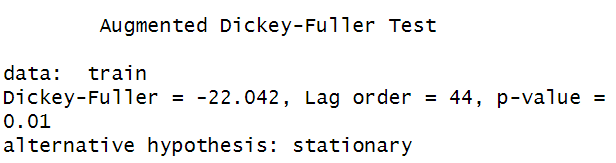 Augmented Dickey-Fuller Test
data:  train
Dickey-Fuller = -22.042, Lag order = 44, p-value =
0.01
alternative hypothesis: stationary